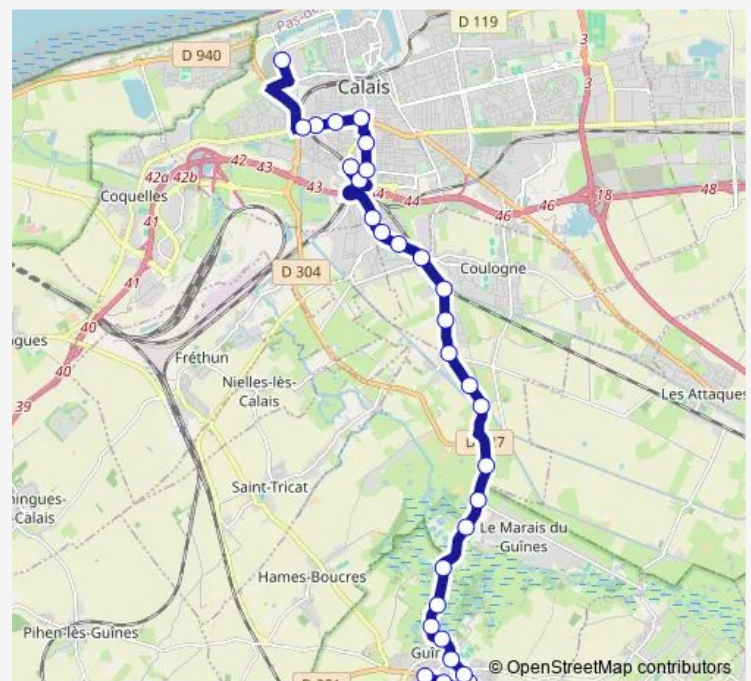 D 119
D 940
Calais
3
3
42
43
42a
42b
43
44
44
46
46
18
48
Coquelles
41
41
Coulogne
D 304
40
40
Fréthun
Nielles-lès-
Calais
Les Attaques
39
Saint-Tricat
-Calais
Le Marais du
Guînes
Hames-Boucres
Pihen-lès-Guînes
© OpenStreetMap contributors